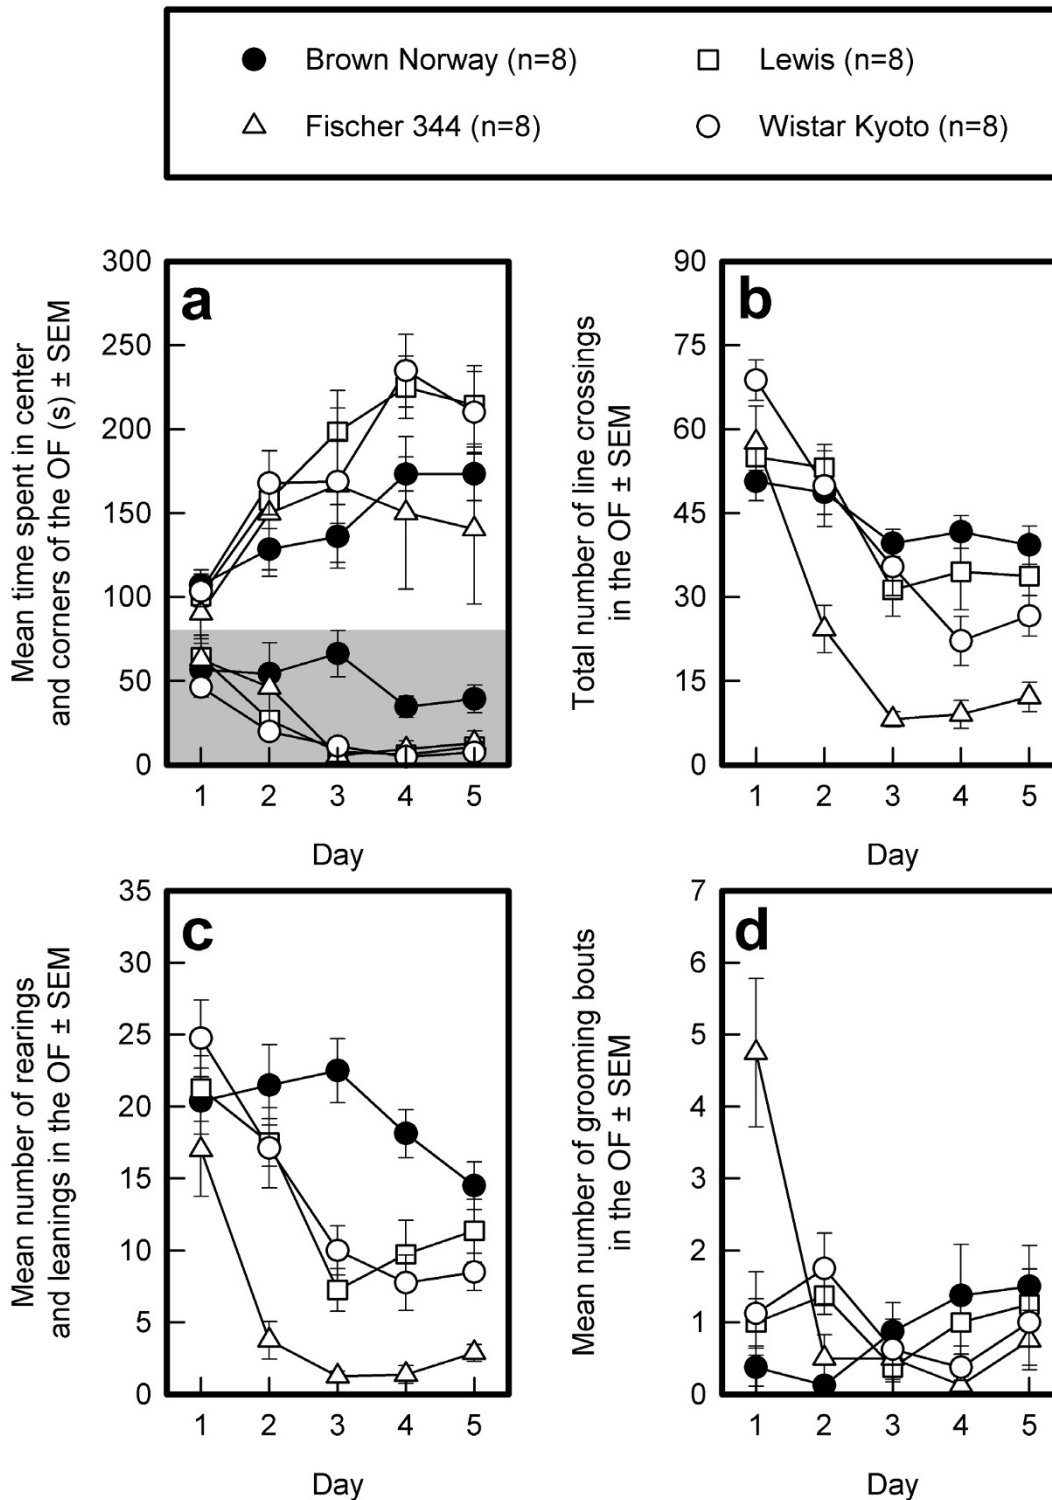 Brown Norway (n=8)
Lewis (n=8)
Fischer 344 (n=8)
Wistar Kyoto (n=8)
a
Mean time spent in center
and corners of the OF (s) ± SEM
300
250
200
150
100
50
0
1 2 3 4 5
Day
b
Total number of line crossings
in the OF ± SEM
90
75
60
45
30
15
0
1 2 3 4 5
Day
c
Mean number of rearings
and leanings in the OF ± SEM
35
30
25
20
15
10
5
0
1 2 3 4 5
Day
d
Mean number of grooming bouts
in the OF ± SEM
7
6
5
4
3
2
1
0
1 2 3 4 5
Day